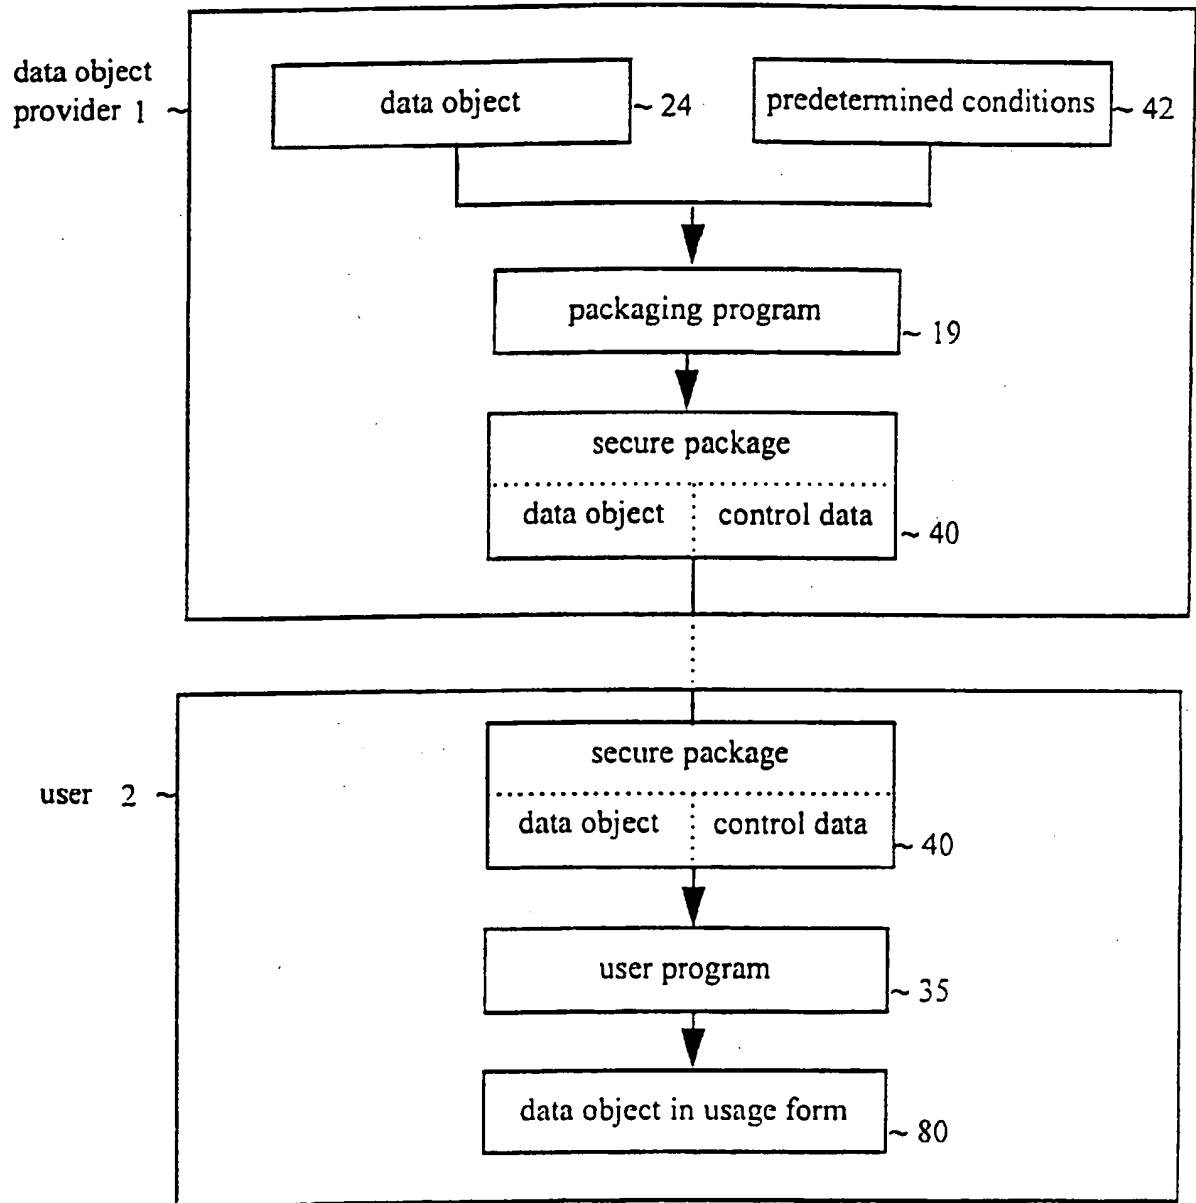 data object
provider 1 ~
data object ~ 24
predetermined conditions ~ 42
packaging program ~ 19
secure package
data object control data ~ 40
user 2 ~
secure package
data object control data ~ 40
user program ~ 35
data object in usage form ~ 80